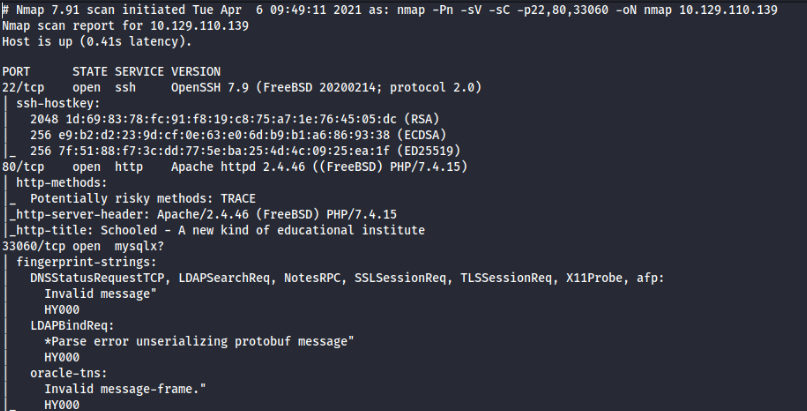 # Nmap 7.91 scan initiated Tue Apr  6 09:49:11 2021 as: nmap -Pn -sV -sC -p22,80,33060 -oN nmap 10.129.110.139
Nmap scan report for 10.129.110.139
Host is up (0.41s latency).
PORT      STATE SERVICE VERSION
22/tcp    open  ssh     OpenSSH 7.9 (FreeBSD 20200214; protocol 2.0)
| ssh-hostkey:
|   2048 1d:69:83:78:fc:91:f8:19:c8:75:a7:1e:76:45:05:dc (RSA)
|   256 e9:b2:d2:23:9d:cf:0e:63:e0:6d:b9:b1:a6:86:93:38 (ECDSA)
|_  256 7f:51:88:f7:3c:dd:77:5e:ba:25:4d:4c:09:25:ea:1f (ED25519)
80/tcp    open  http    Apache httpd 2.4.46 ((FreeBSD) PHP/7.4.15)
| http-methods:
|_  Potentially risky methods: TRACE
|_http-server-header: Apache/2.4.46 (FreeBSD) PHP/7.4.15
|_http-title: Schooled - A new kind of educational institute
33060/tcp open  mysqlx?
| fingerprint-strings:
|   DNSStatusRequestTCP, LDAPSearchReq, NotesRPC, SSLSessionReq, TLSSessionReq, X11Probe, afp:
|     Invalid message"
|     HY000
|   LDAPBindReq:
|     *Parse error unserializing protobuf message"
|     HY000
|   oracle-tns:
|     Invalid message-frame."
|_    HY000